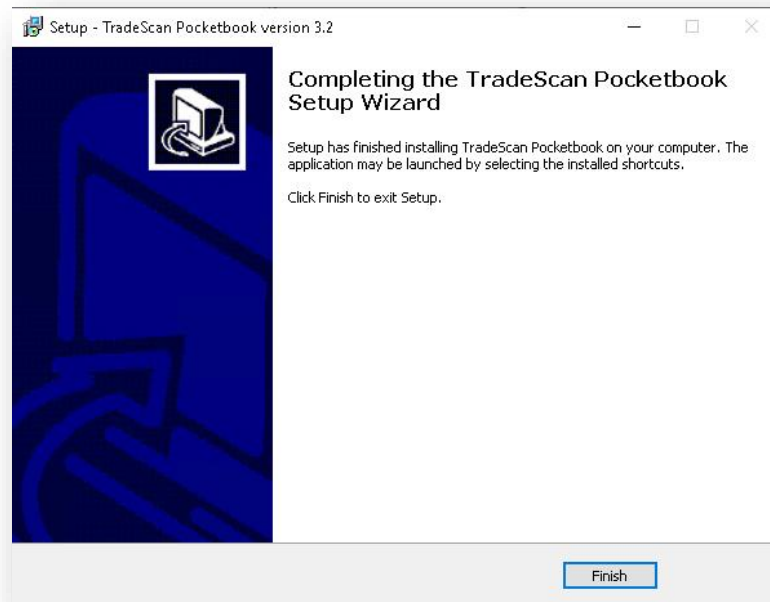 Setup - TradeScan Pocketbook version 3.2
Completing the TradeScan Pocketbook
Setup Wizard
Setup has finished installing TradeScan Pocketbook on your computer. The
application may be launched by selecting the installed shortcuts.
Click Finish to exit Setup.
Finish